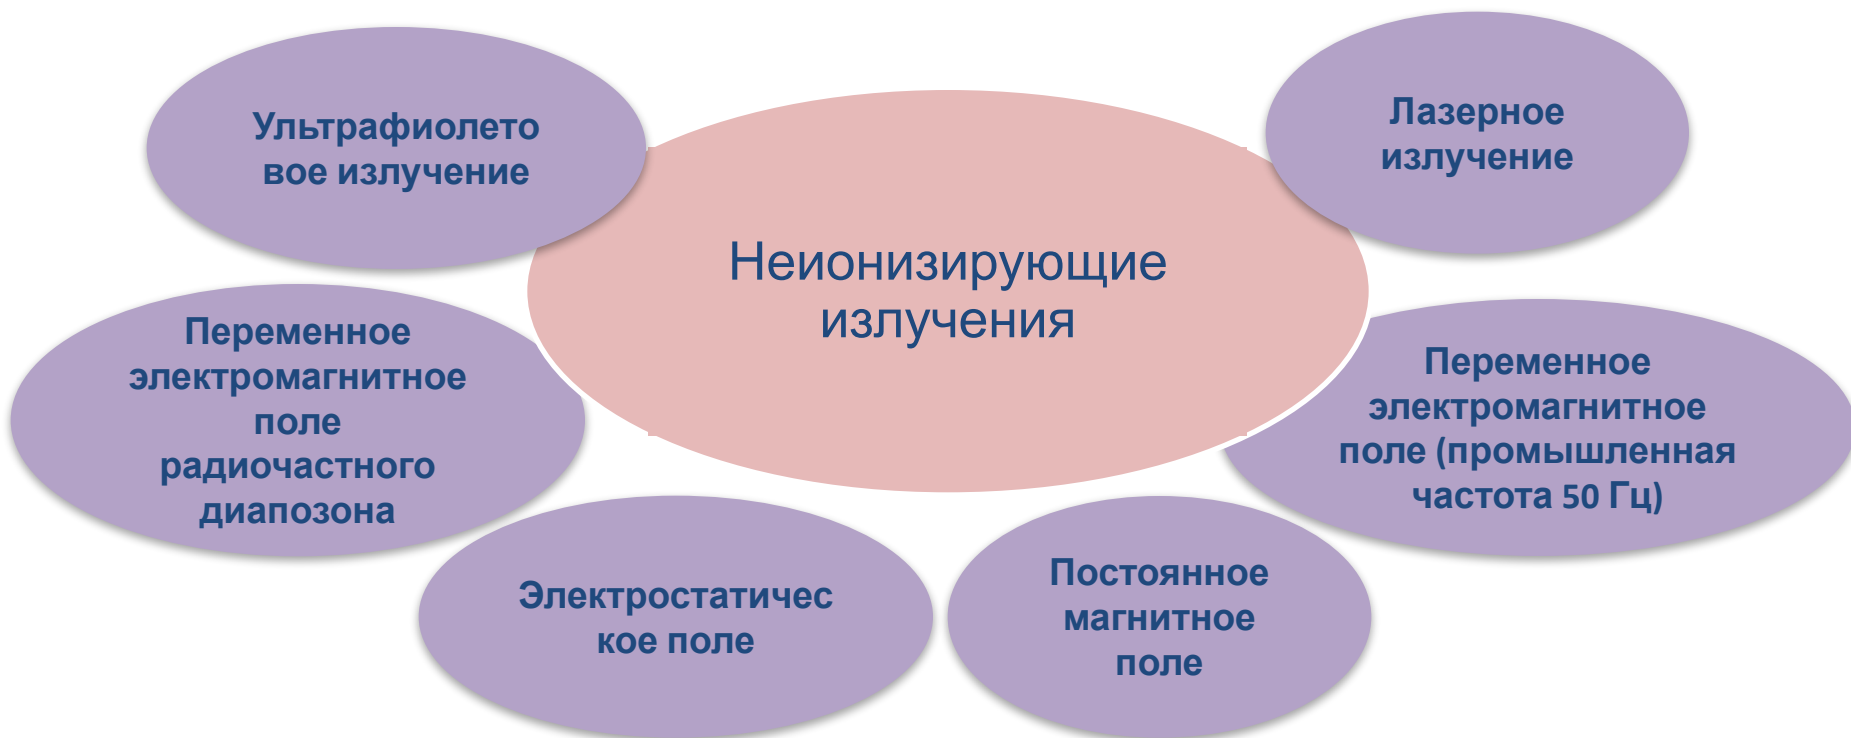 Ультрафиолето
вое излучение
Лазерное
излучение
Неионизирующие
излучения
Переменное
электромагнитное
поле
радиочастного
диапозона
Переменное
электромагнитное
поле (промышленная
частота 50 Гц)
Электростатичес
кое поле
Постоянное
магнитное
поле